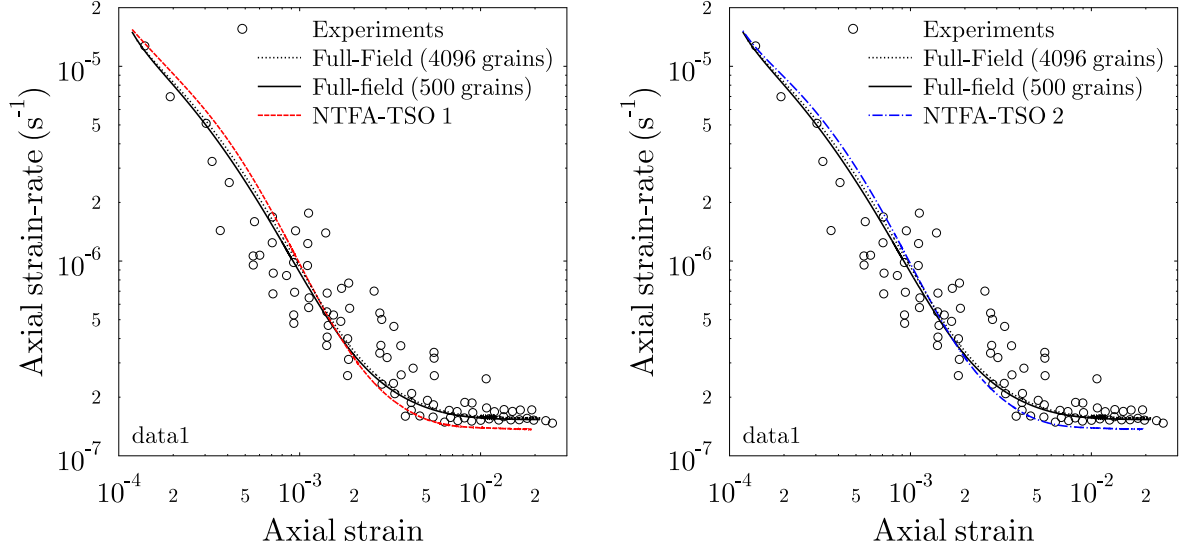 Axial strain-rate (s⁻¹)
2
10⁻⁵
5
2
10⁻⁶
5
2
10⁻⁷
Experiments
Full-Field (4096 grains)
Full-field (500 grains)
NTFA-TSO 1
data1
10⁻⁴ 2 5 10⁻³ 2 5 10⁻² 2
Axial strain
Axial strain-rate (s⁻¹)
2
10⁻⁵
5
2
10⁻⁶
5
2
10⁻⁷
Experiments
Full-Field (4096 grains)
Full-field (500 grains)
NTFA-TSO 2
data1
10⁻⁴ 2 5 10⁻³ 2 5 10⁻² 2
Axial strain